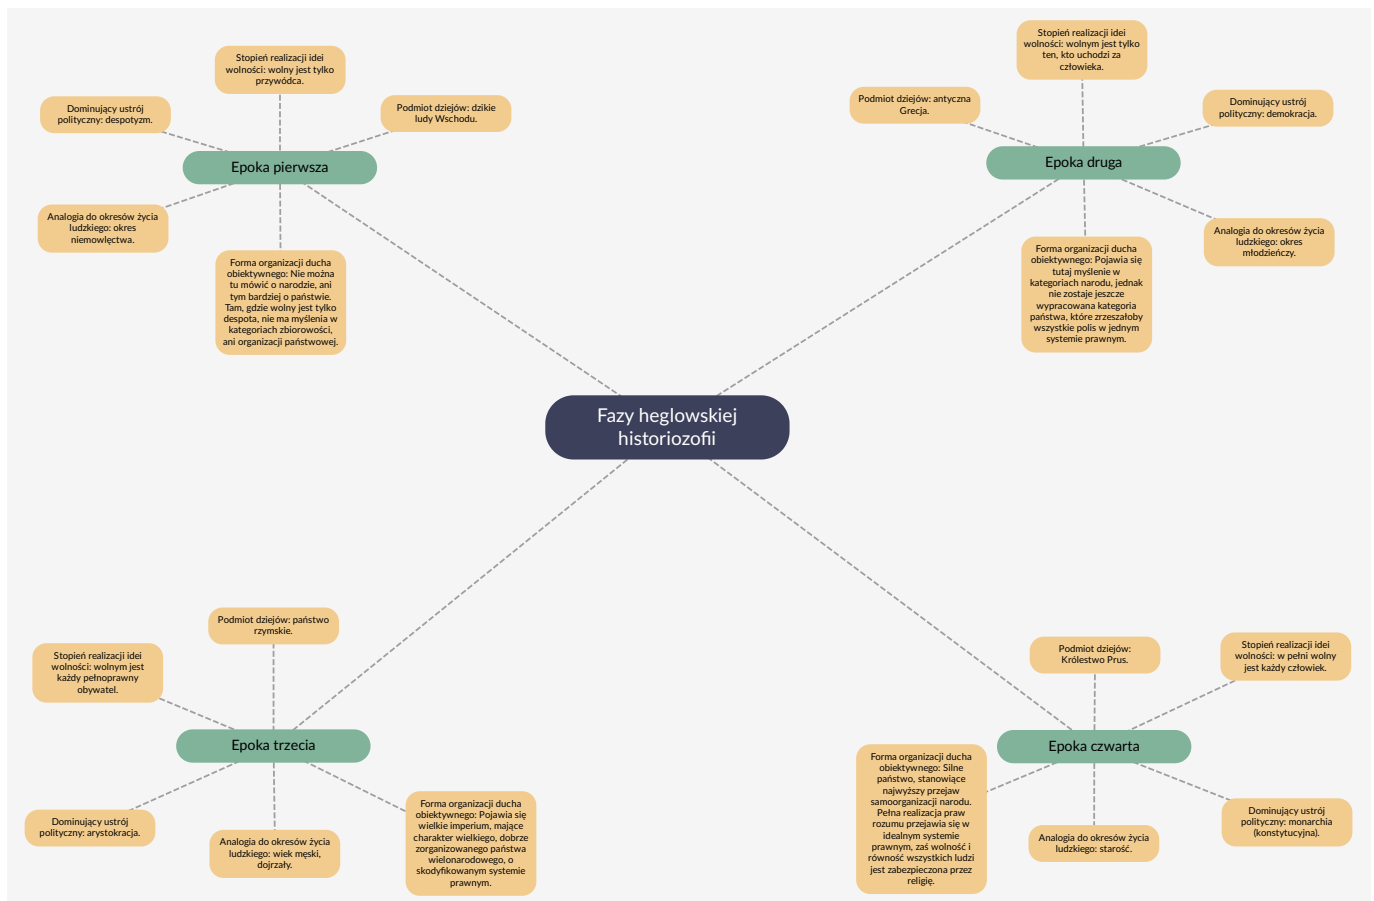 Stopień realizacji idei
wolności: wolny jest tylko
przywódca.
Dominujący ustrój
polityczny: despotyzm.
Podmiot dziejów: dzikie
ludy Wschodu.
Epoka pierwsza
Analogia do okresów życia
ludzkiego: okres
niemowlęctwa.
Forma organizacji ducha
obiektywnego: Nie można
tu mówić o narodzie, ani
tym bardziej o państwie.
Tam, gdzie wolny jest tylko
despota, nie ma myślenia w
kategoriach zbiorowości,
ani organizacji państwowej.
Stopień realizacji idei
wolności: wolnym jest tylko
ten, kto uchodzi za
człowieka.
Podmiot dziejów: antyczna
Grecja.
Dominujący ustrój
polityczny: demokracja.
Epoka druga
Analogia do okresów życia
ludzkiego: okres
młodzieńczy.
Forma organizacji ducha
obiektywnego: Pojawia się
tutaj myślenie w
kategoriach narodu, jednak
nie zostaje jeszcze
wypracowana kategoria
państwa, które zrzeszałoby
wszystkie polis w jednym
systemie prawnym.
Fazy heglowskiej
historiozofii
Podmiot dziejów: państwo
rzymskie.
Stopień realizacji idei
wolności: wolnym jest
każdy pełnoprawny
obywatel.
Epoka trzecia
Dominujący ustrój
polityczny: arystokracja.
Analogia do okresów życia
ludzkiego: wiek męski,
dojrzały.
Forma organizacji ducha
obiektywnego: Pojawia się
wielkie imperium, mające
charakter wielkiego, dobrze
zorganizowanego państwa
wielonarodowego, o
skodyfikowanym systemie
prawnym.
Podmiot dziejów:
Królestwo Prus.
Stopień realizacji idei
wolności: w pełni wolny
jest każdy człowiek.
Epoka czwarta
Forma organizacji ducha
obiektywnego: Silne
państwo, stanowiące
najwyższy przejaw
samoorganizacji narodu.
Pełna realizacja praw
rozumu przejawia się w
idealnym systemie
prawnym, zaś wolność i
równość wszystkich ludzi
jest zabezpieczona przez
religię.
Analogia do okresów życia
ludzkiego: starość.
Dominujący ustrój
polityczny: monarchia
(konstytucyjna).